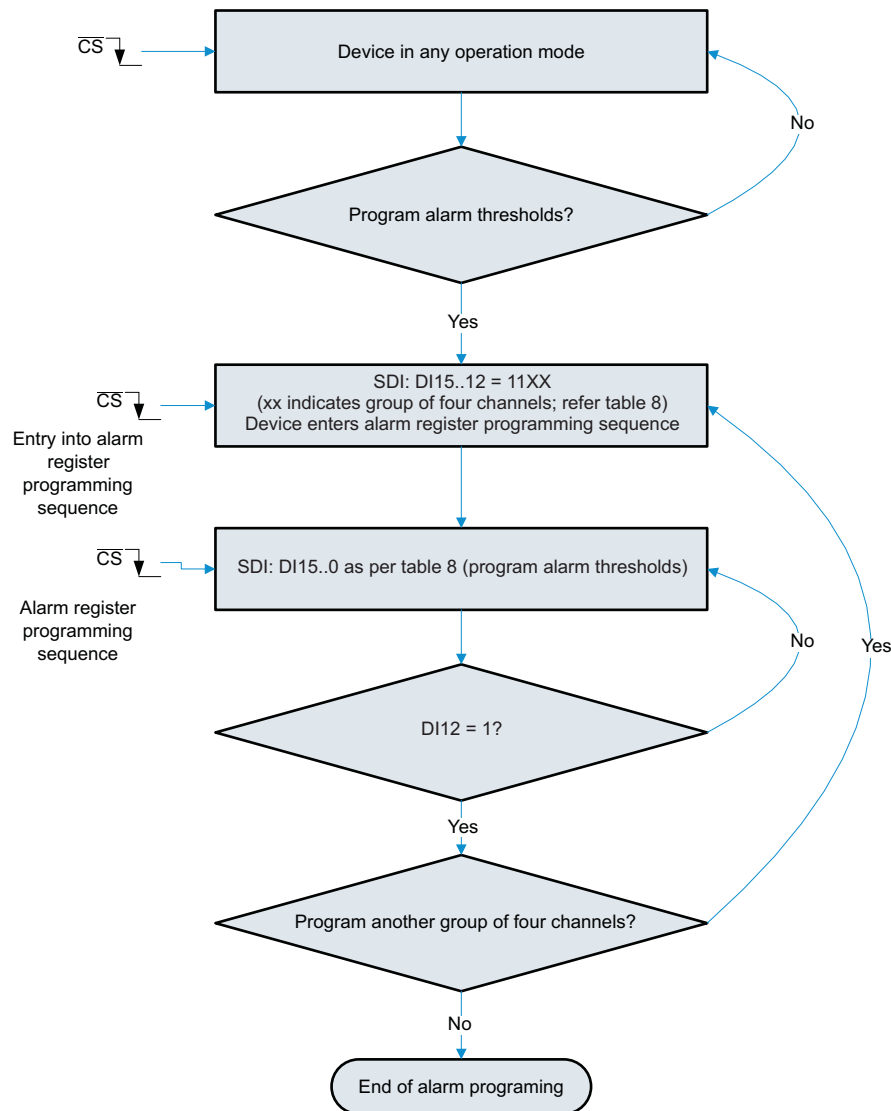 CS
Device in any operation mode
No
Program alarm thresholds?
Yes
SDI: DI15..12 = 11XX
(xx indicates group of four channels; refer table 8)
Device enters alarm register programming sequence
CS
Entry into alarm
register
programming
sequence
CS
SDI: DI15..0 as per table 8 (program alarm thresholds)
Alarm register
programming
sequence
No
Yes
DI12 = 1?
Yes
Program another group of four channels?
No
End of alarm programing